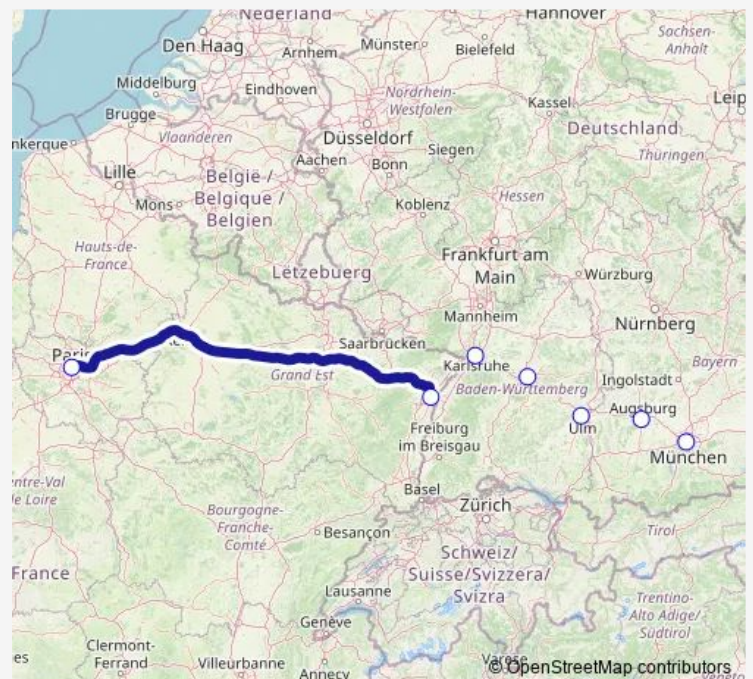 Nederland
Hannover
Den Haag
Arnhem
Münster
Bielefeld
Sachsen-
Anhalt
Middelburg
Eindhoven
Nordrhein-
Westfalen
Kassel
Leip
Brugge
nkerque
Vlaanderen
Düsseldorf
Deutschland
Lille
Aachen
Bonn
Siegen
Thüringen
België /
Belgique /
Belgien
Mons
Koblenz
Hessen
Hauts-de-
France
Lëtzebuerg
Frankfurt am
Main
Würzburg
Mannheim
Nürnberg
Paris
Saarbrücken
Karlsruhe
Bayern
Grand Est
Baden-Württemberg
Ingolstadt
Augsburg
Ulm
Freiburg
im Breisgau
München
entre-Val
de Loire
Basel
Zürich
Bourgogne-
Franche-
Comté
Besançon
Tirol
Schweiz/
Suisse/Svizzera/
Svizra
France
Lausanne
Trentino-
Alto Adige/
Südtirol
Genève
Clermont-
Ferrand
Villeurbanne
Annecy
Varese
© OpenStreetMap contributors